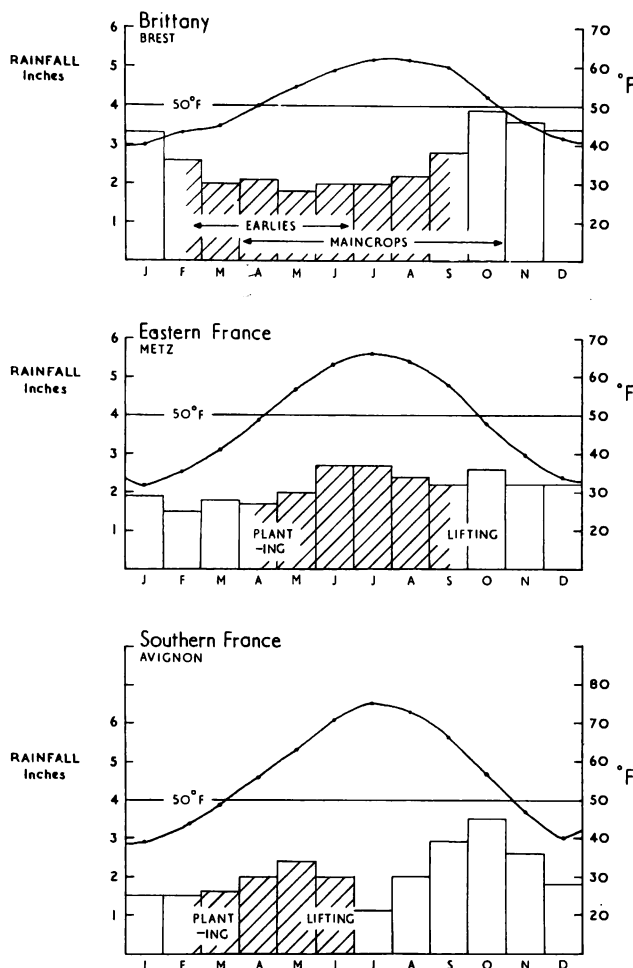 Brittany
BREST
RAINFALL
Inches
°F
6
5
4
3
2
1
70
60
50
40
30
20
50°F
EARLIES
MAINCROPS
J F M A M J J A S O N D
Eastern France
METZ
RAINFALL
Inches
°F
6
5
4
3
2
1
70
60
50
40
30
20
50°F
PLANT
-ING
LIFTING
J F M A M J J A S O N D
Southern France
AVIGNON
RAINFALL
Inches
°F
6
5
4
3
2
1
80
70
60
50
40
30
20
50°F
PLANT
-ING
LIFTING
J F M A M J J A S O N D